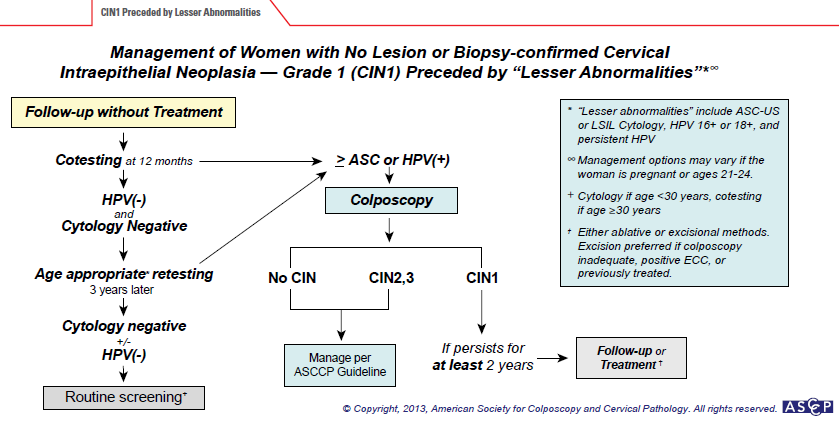 CIN1 Preceded by Lesser Abnormalities
Management of Women with No Lesion or Biopsy-confirmed Cervical
Intraepithelial Neoplasia — Grade 1 (CIN1) Preceded by “Lesser Abnormalities”*∞
Follow-up without Treatment
Cotesting at 12 months
≥ ASC or HPV(+)
HPV(-)
and
Cytology Negative
Colposcopy
Age appropriate+ retesting
3 years later
No CIN
CIN2,3
CIN1
Cytology negative
+/-
HPV(-)
Routine screening+
Manage per
ASCCP Guideline
If persists for
at least 2 years
Follow-up or
Treatment †
* “Lesser abnormalities” include ASC-US
or LSIL Cytology, HPV 16+ or 18+, and
persistent HPV
∞ Management options may vary if the
woman is pregnant or ages 21-24.
+ Cytology if age <30 years, cotesting
if age ≥30 years
† Either ablative or excisional methods.
Excision preferred if colposcopy
inadequate, positive ECC, or
previously treated.
© Copyright, 2013, American Society for Colposcopy and Cervical Pathology. All rights reserved.
ASCCP